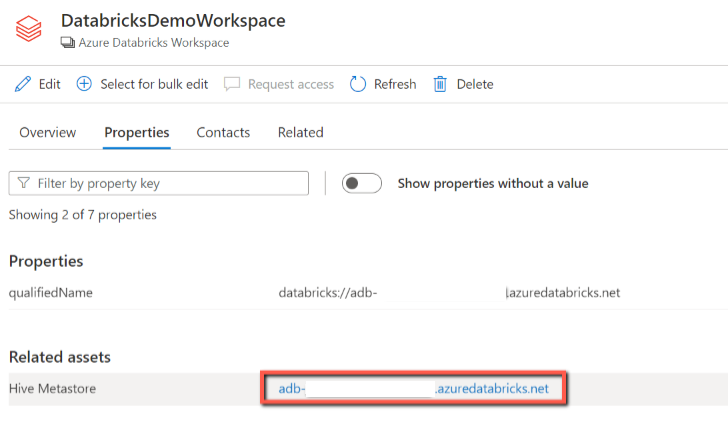 DatabricksDemoWorkspace
Azure Databricks Workspace
Edit Select for bulk edit Request access Refresh Delete
Overview Properties Contacts Related
Filter by property key Show properties without a value
Showing 2 of 7 properties
Properties
qualifiedName databricks://adb- .azuredatabricks.net
Related assets
Hive Metastore adb- .azuredatabricks.net